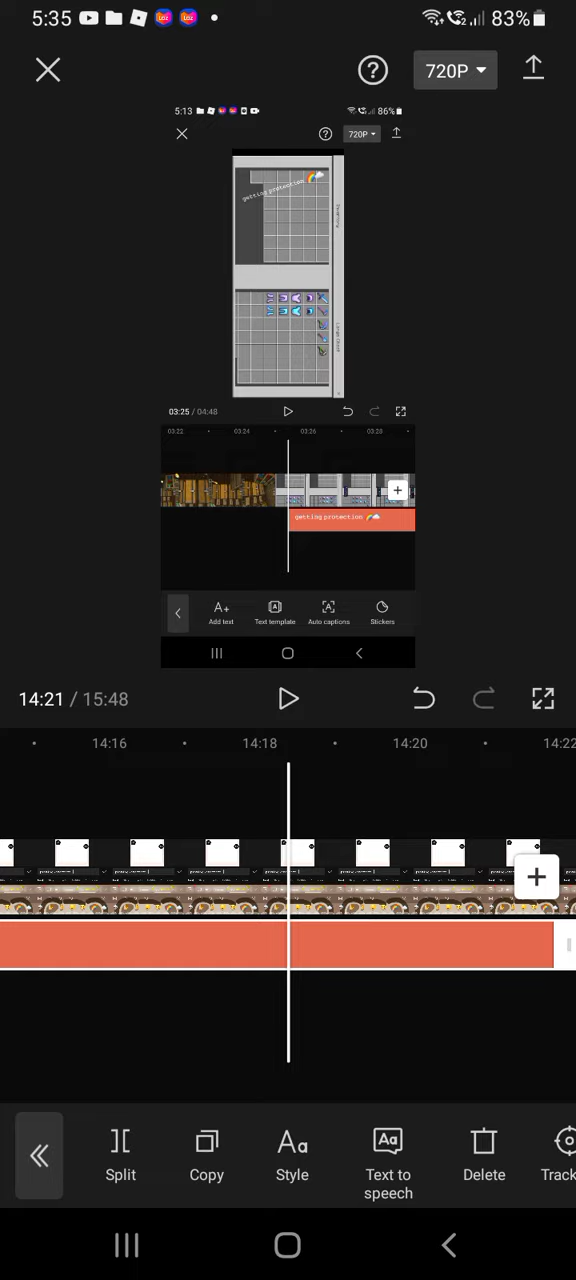 5:35 83%
720P
5:13 86%
720P
getting protection
03:25 / 04:48
03:22 03:24 03:26 03:28
getting protection
Add text Text template Auto captions Stickers
14:21 / 15:48
14:16 14:18 14:20 14:22
Split Copy Style Text to speech Delete Track